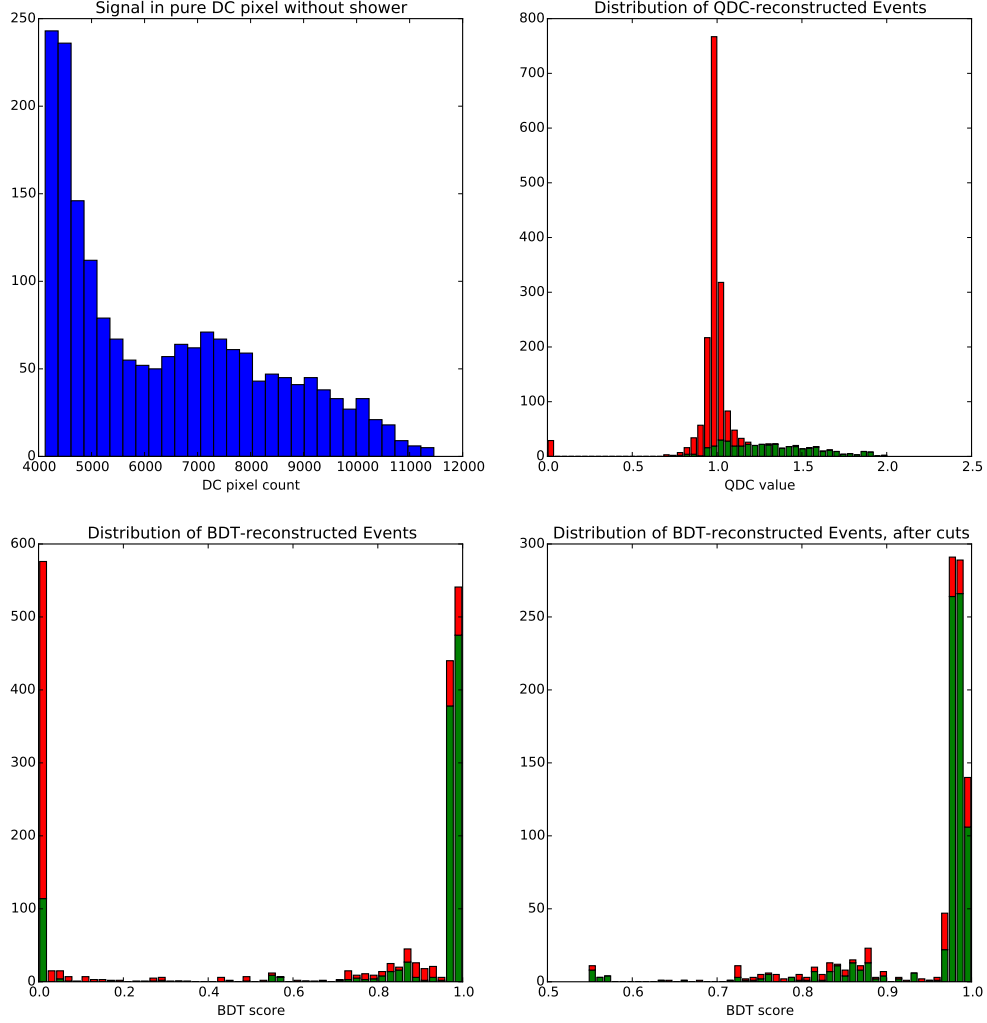 Signal in pure DC pixel without shower
250
200
150
100
50
0
4000 5000 6000 7000 8000 9000 10000 11000 12000
DC pixel count
Distribution of QDC-reconstructed Events
800
700
600
500
400
300
200
100
0
0.0 0.5 1.0 1.5 2.0 2.5
QDC value
Distribution of BDT-reconstructed Events
600
500
400
300
200
100
0
0.0 0.2 0.4 0.6 0.8 1.0
BDT score
Distribution of BDT-reconstructed Events, after cuts
300
250
200
150
100
50
0
0.5 0.6 0.7 0.8 0.9 1.0
BDT score